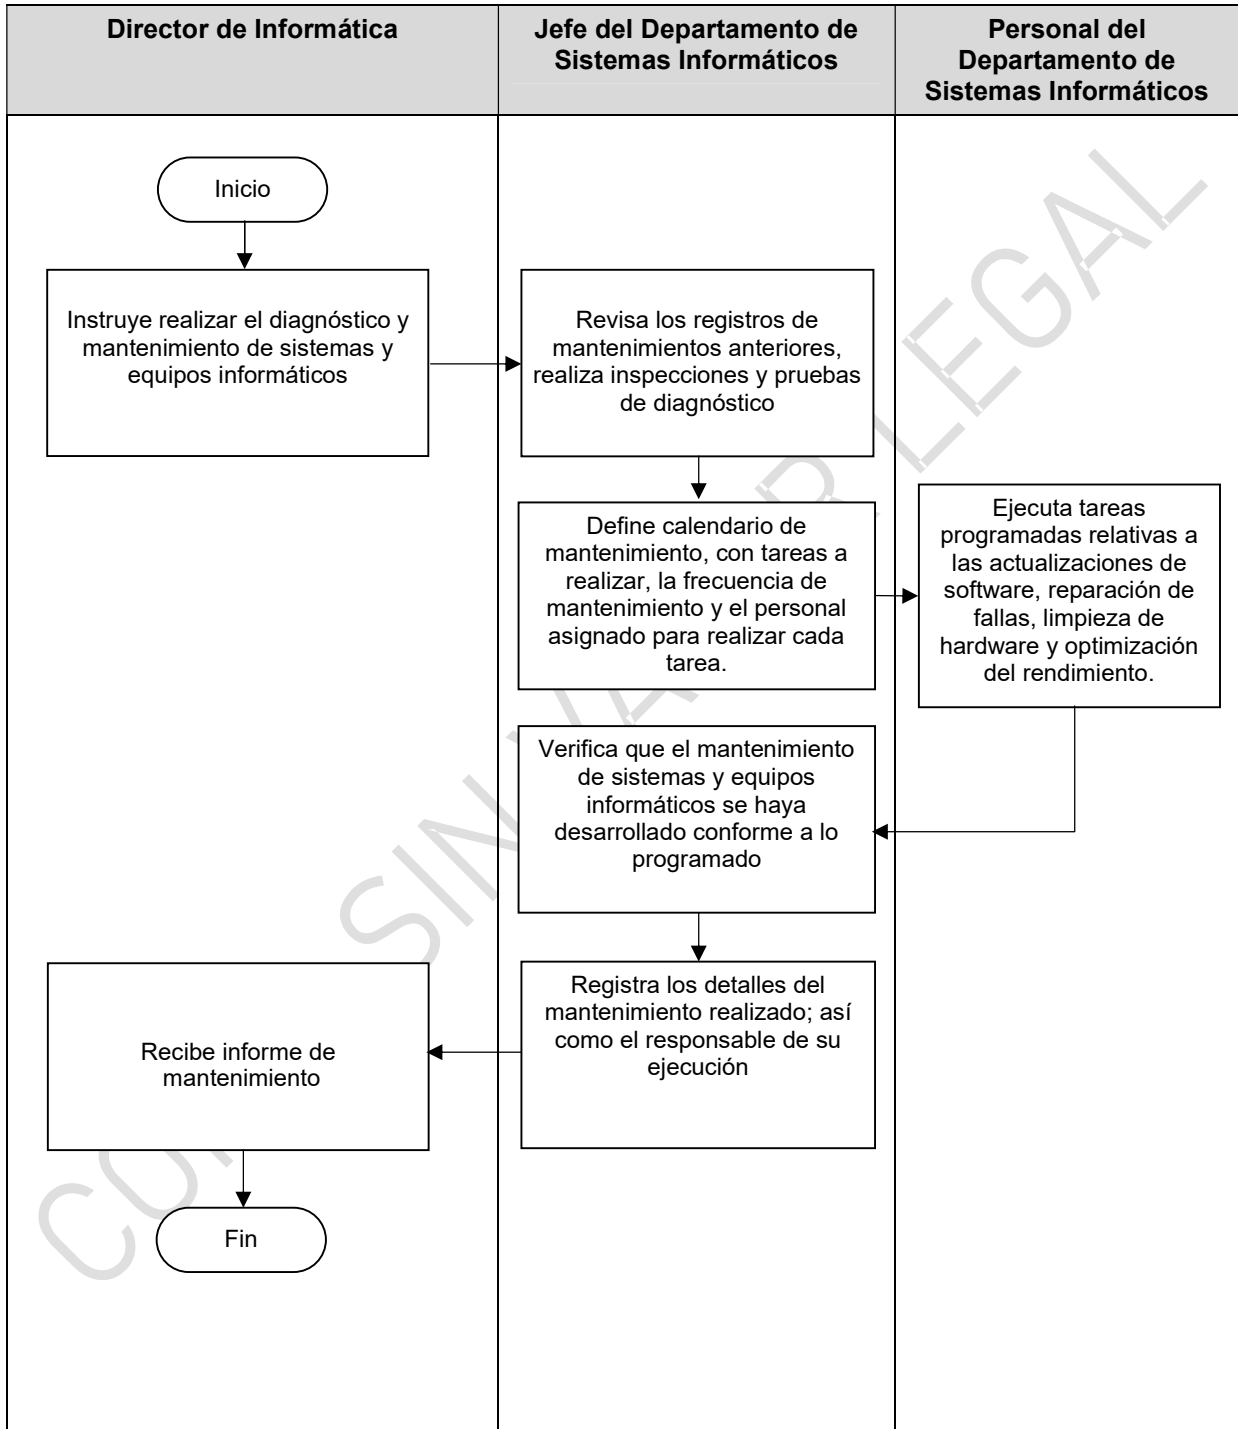 Director de Informática
Jefe del Departamento de
Sistemas Informáticos
Personal del
Departamento de
Sistemas Informáticos
Inicio
Instruye realizar el diagnóstico y
mantenimiento de sistemas y
equipos informáticos
Revisa los registros de
mantenimientos anteriores,
realiza inspecciones y pruebas
de diagnóstico
Define calendario de
mantenimiento, con tareas a
realizar, la frecuencia de
mantenimiento y el personal
asignado para realizar cada
tarea.
Ejecuta tareas
programadas relativas a
las actualizaciones de
software, reparación de
fallas, limpieza de
hardware y optimización
del rendimiento.
Verifica que el mantenimiento
de sistemas y equipos
informáticos se haya
desarrollado conforme a lo
programado
Registra los detalles del
mantenimiento realizado; así
como el responsable de su
ejecución
Recibe informe de
mantenimiento
Fin
SIN
LEGAL